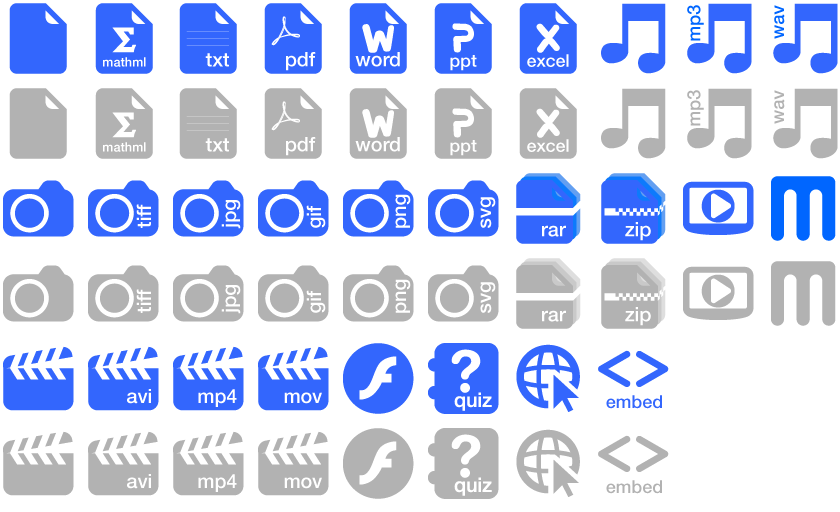 mathml txt pdf W word P ppt X excel mp3 wav
mathml txt pdf W word P ppt X excel mp3 wav
tiff jpg gif png svg rar zip m
tiff jpg gif png svg rar zip m
avi mp4 mov f ? quiz <> embed
avi mp4 mov f ? quiz <> embed